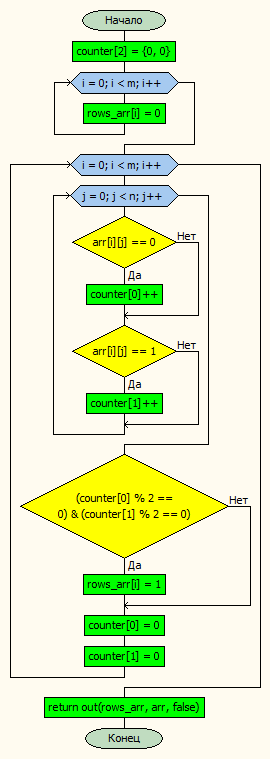 Начало
counter[2] = {0, 0}
i = 0; i < m; i++
rows_arr[i] = 0
i = 0; i < m; i++
j = 0; j < n; j++
arr[i][j] == 0
Нет
Да
counter[0]++
arr[i][j] == 1
Нет
Да
counter[1]++
(counter[0] % 2 ==
0) & (counter[1] % 2 == 0)
Нет
Да
rows_arr[i] = 1
counter[0] = 0
counter[1] = 0
return out(rows_arr, arr, false)
Конец